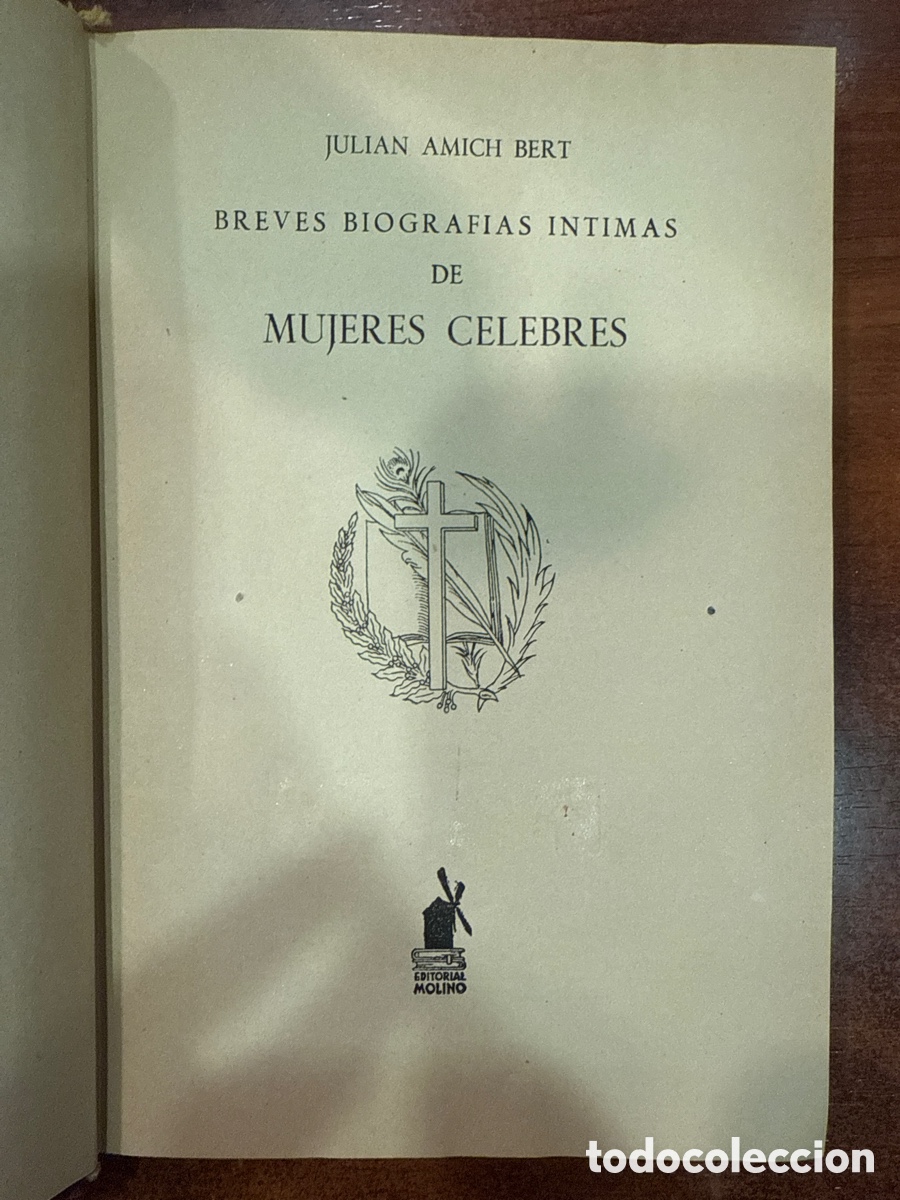 JULIAN AMICH BERT
BREVES BIOGRAFIAS INTIMAS
DE
MUJERES CELEBRES
EDITORIAL
MOLINO
todocoleccion